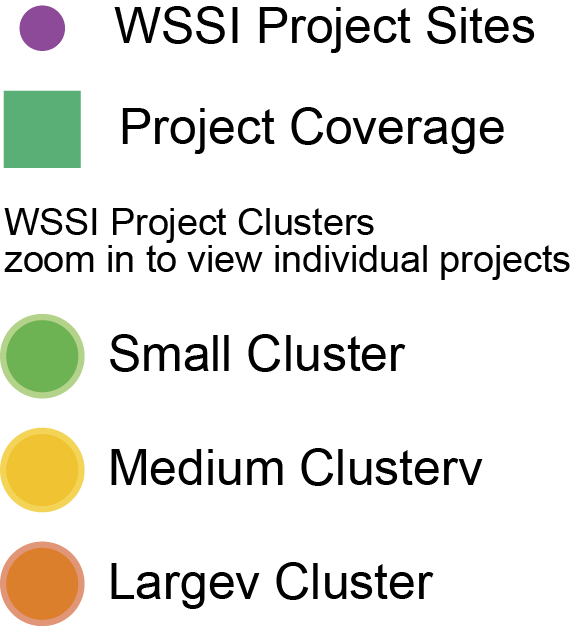 WSSI Project Sites
Project Coverage
WSSI Project Clusters
zoom in to view individual projects
Small Cluster
Medium Clusterv
Largev Cluster